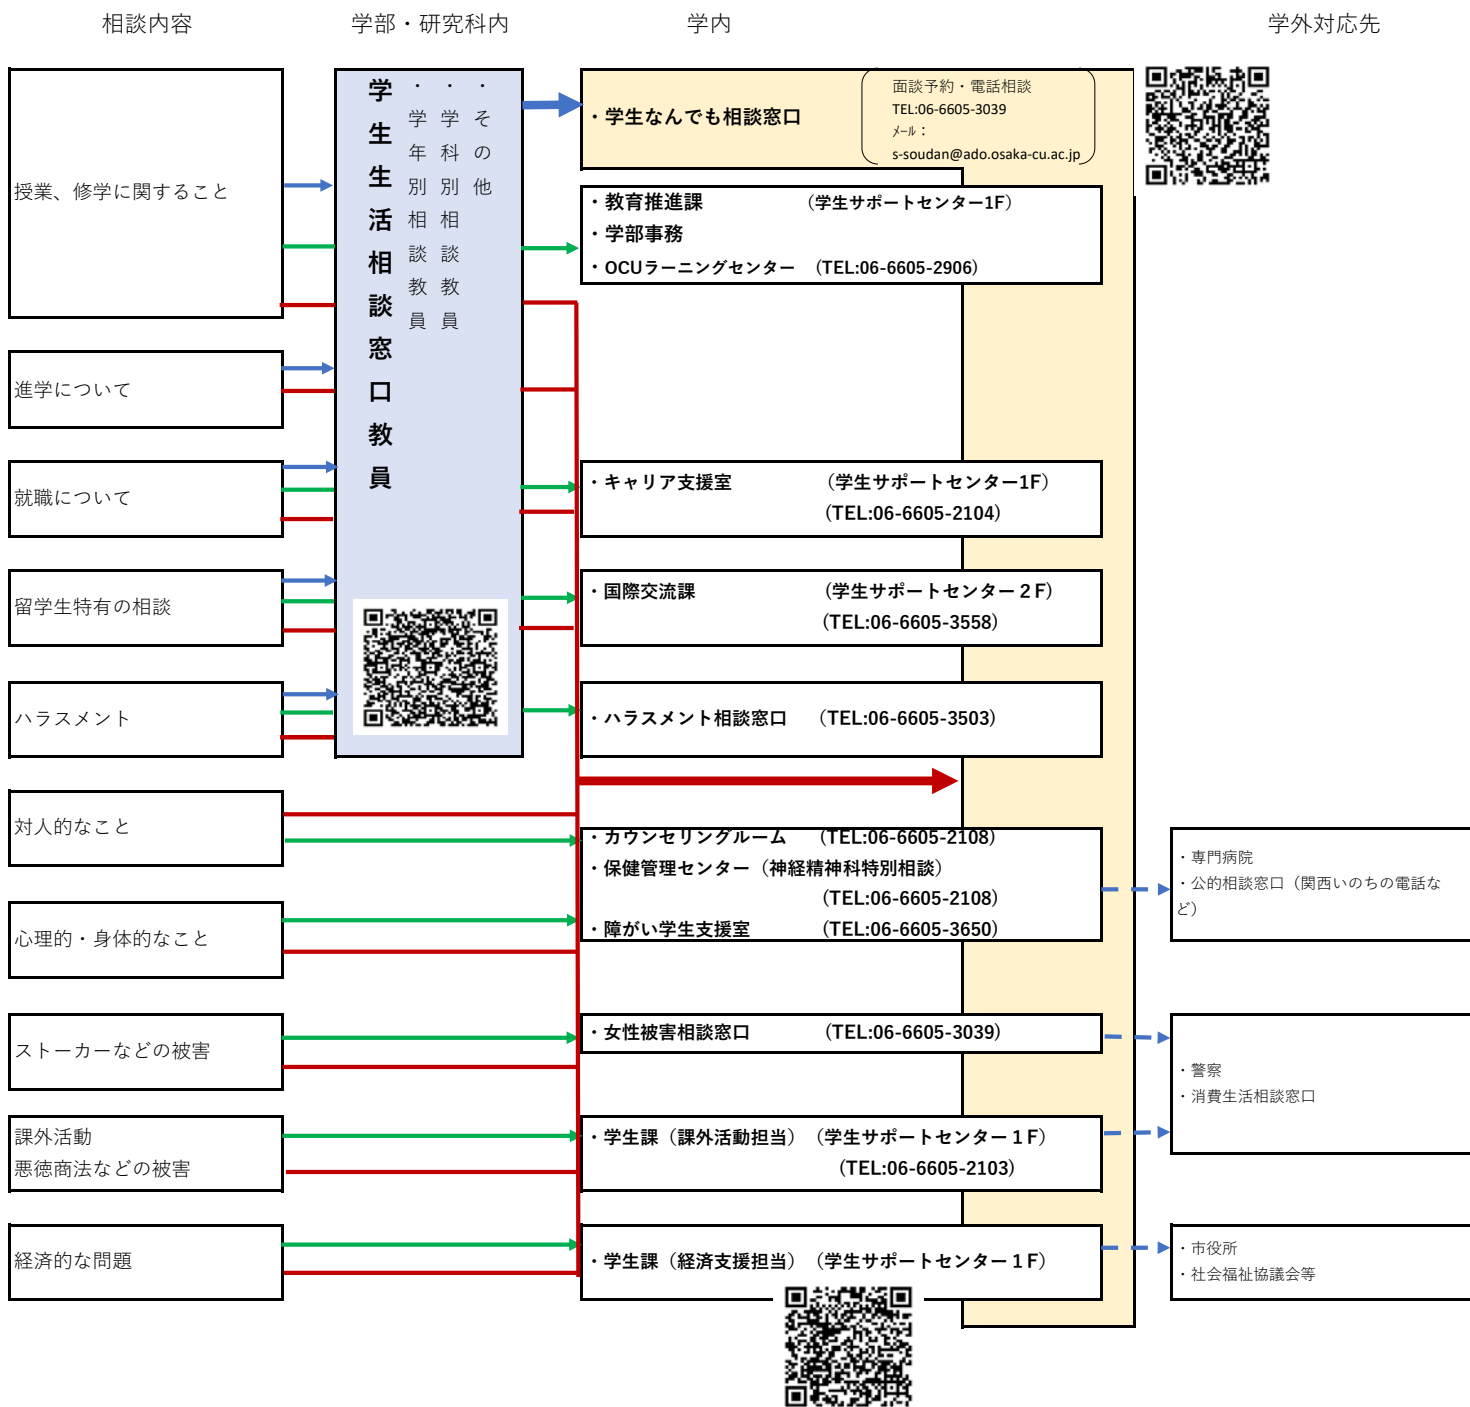 相談内容
学部・研究科内
学内
学外対応先
授業、修学に関すること
進学について
就職について
留学生特有の相談
ハラスメント
対人的なこと
心理的・身体的なこと
ストーカーなどの被害
課外活動
悪徳商法などの被害
経済的な問題
学生生活相談窓口教員
・学年別相談教員
・学科別相談教員
・その他
・学生なんでも相談窓口
面談予約・電話相談
TEL:06-6605-3039
メール：
s-soudan@ado.osaka-cu.ac.jp
・教育推進課 （学生サポートセンター1F）
・学部事務
・OCUラーニングセンター （TEL:06-6605-2906）
・キャリア支援室 （学生サポートセンター1F）
（TEL:06-6605-2104）
・国際交流課 （学生サポートセンター２F）
（TEL:06-6605-3558）
・ハラスメント相談窓口 （TEL:06-6605-3503）
・カウンセリングルーム （TEL:06-6605-2108）
・保健管理センター（神経精神科特別相談）
（TEL:06-6605-2108）
・障がい学生支援室 （TEL:06-6605-3650）
・女性被害相談窓口 （TEL:06-6605-3039）
・学生課（課外活動担当）（学生サポートセンター１F）
（TEL:06-6605-2103）
・学生課（経済支援担当）（学生サポートセンター１F）
・専門病院
・公的相談窓口（関西いのちの電話な
ど）
・警察
・消費生活相談窓口
・市役所
・社会福祉協議会等